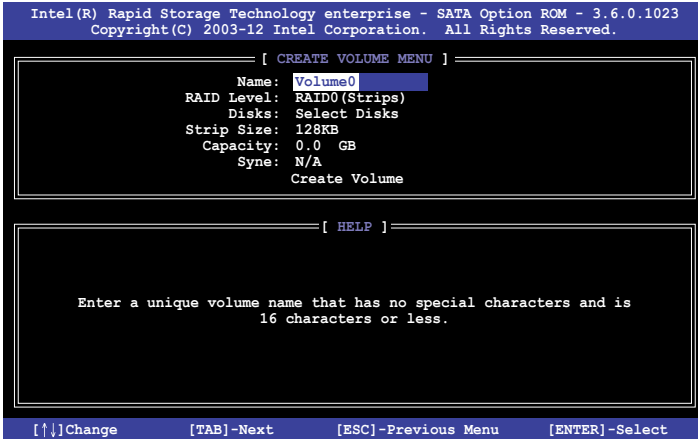 Intel(R) Rapid Storage Technology enterprise - SATA Option ROM - 3.6.0.1023
Copyright(C) 2003-12 Intel Corporation.  All Rights Reserved.
[ CREATE VOLUME MENU ]
Name: Volume0
RAID Level: RAID0(Strips)
Disks: Select Disks
Strip Size: 128KB
Capacity: 0.0  GB
Syne: N/A
Create Volume
[ HELP ]
Enter a unique volume name that has no special characters and is
16 characters or less.
[↑↓]Change [TAB]-Next [ESC]-Previous Menu [ENTER]-Select